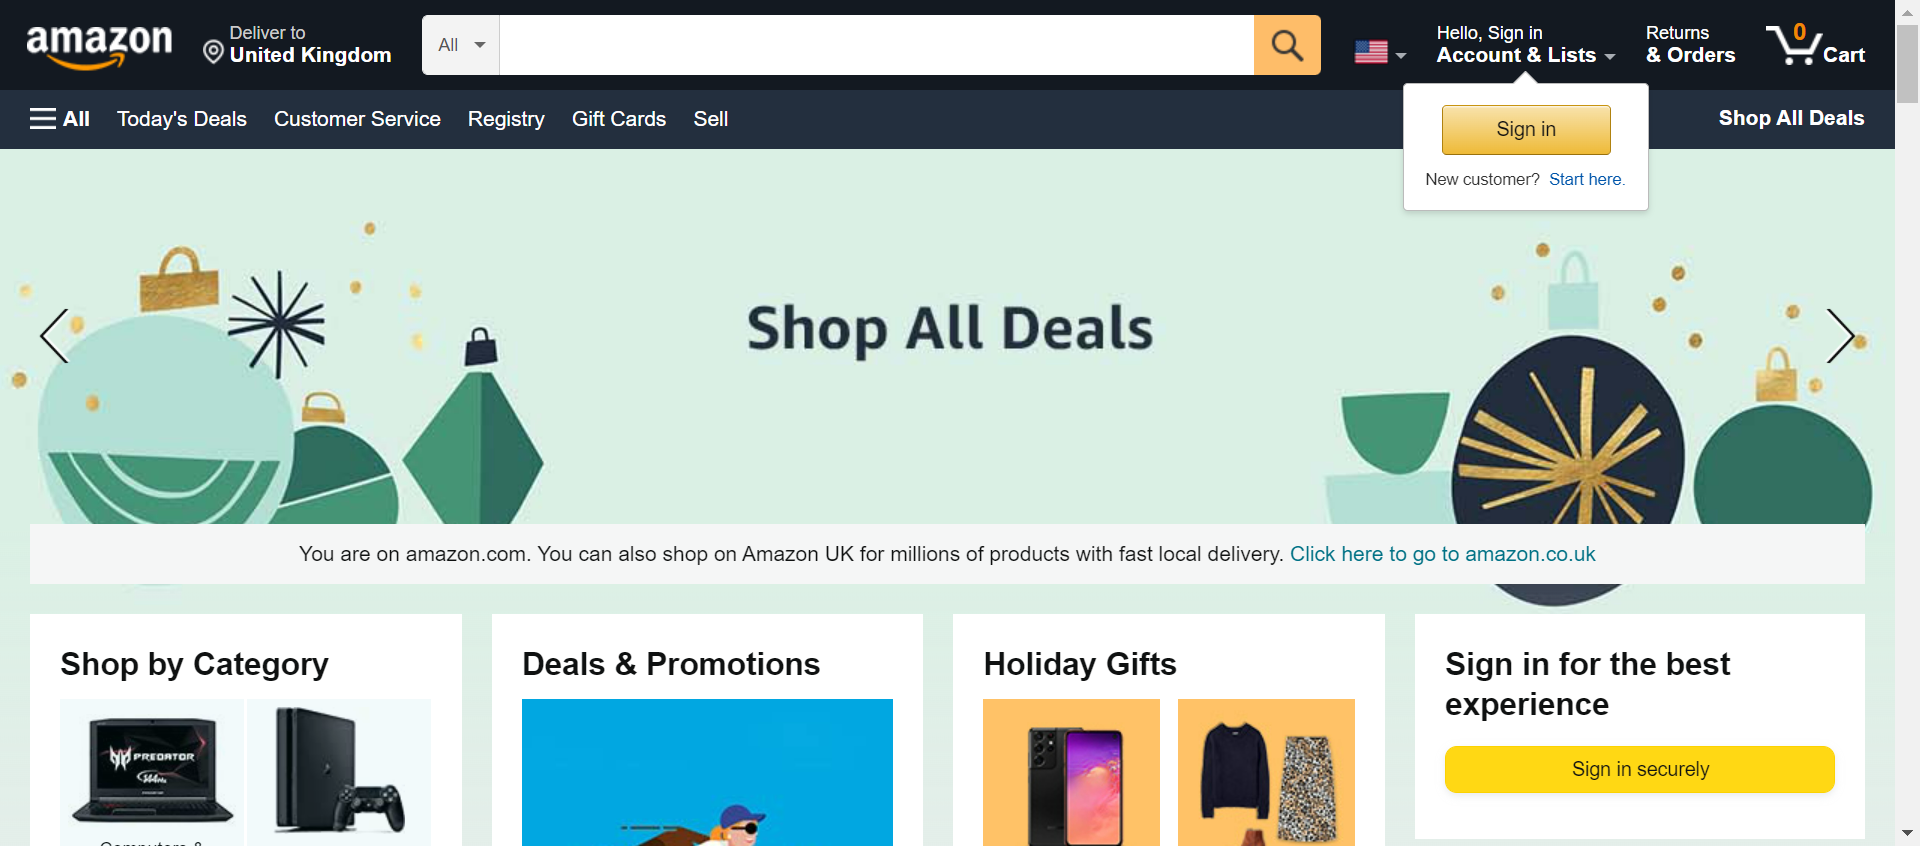 amazon
Deliver to
United Kingdom
All
Hello, Sign in
Account & Lists
Returns
& Orders
0
Cart
All
Today's Deals
Customer Service
Registry
Gift Cards
Sell
Shop All Deals
Sign in
New customer? Start here.
Shop All Deals
You are on amazon.com. You can also shop on Amazon UK for millions of products with fast local delivery. Click here to go to amazon.co.uk
Shop by Category
Deals & Promotions
Holiday Gifts
Sign in for the best
experience
PREDATOR
144Hz
Sign in securely
Computers &